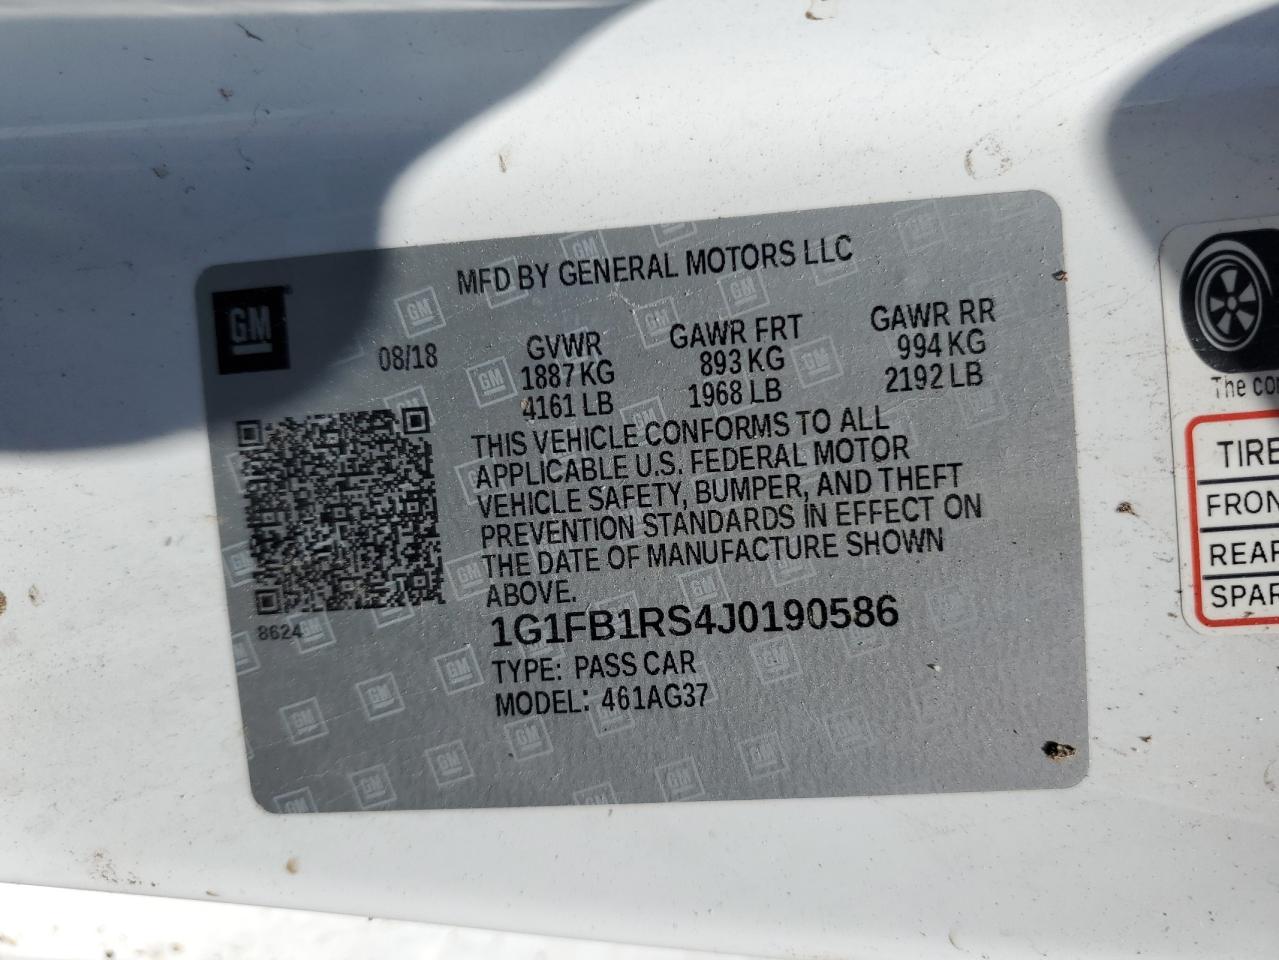 MFD BY GENERAL MOTORS LLC
GM
08/18
GVWR
1887 KG
4161 LB
GAWR FRT
893 KG
1968 LB
GAWR RR
994 KG
2192 LB
THIS VEHICLE CONFORMS TO ALL
APPLICABLE U.S. FEDERAL MOTOR
VEHICLE SAFETY, BUMPER, AND THEFT
PREVENTION STANDARDS IN EFFECT ON
THE DATE OF MANUFACTURE SHOWN
ABOVE.
8624
1G1FB1RS4J0190586
TYPE: PASS CAR
MODEL: 461AG37
The
TIRE